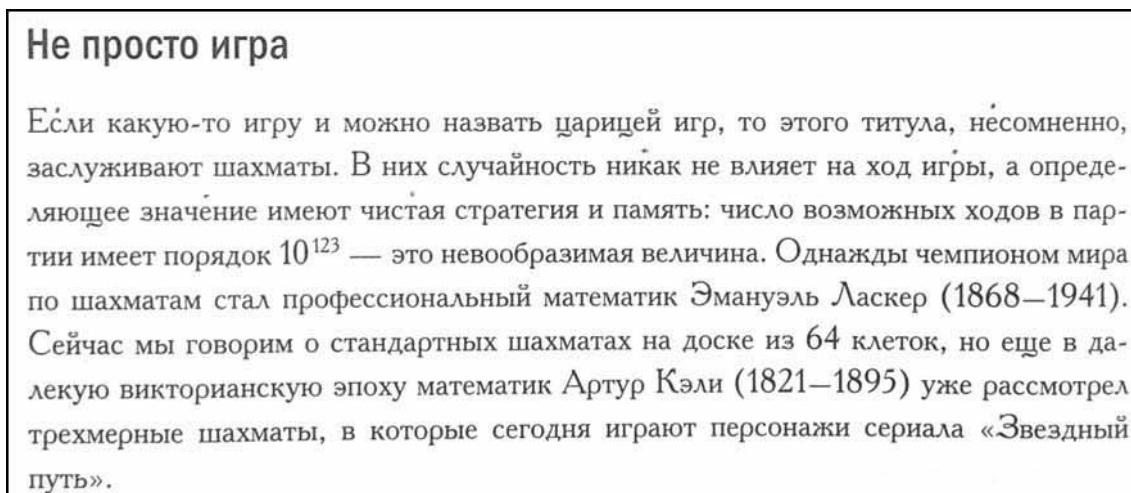 Не просто игра
Если какую-то игру и можно назвать царицей игр, то этого титула, несомненно,
заслуживают шахматы. В них случайность никак не влияет на ход игры, а опреде-
ляющее значение имеют чистая стратегия и память: число возможных ходов в пар-
тии имеет порядок 10¹²³ — это невообразимая величина. Однажды чемпионом мира
по шахматам стал профессиональный математик Эмануэль Ласкер (1868—1941).
Сейчас мы говорим о стандартных шахматах на доске из 64 клеток, но еще в да-
лекую викторианскую эпоху математик Артур Кэли (1821—1895) уже рассмотрел
трехмерные шахматы, в которые сегодня играют персонажи сериала «Звездный
путь».